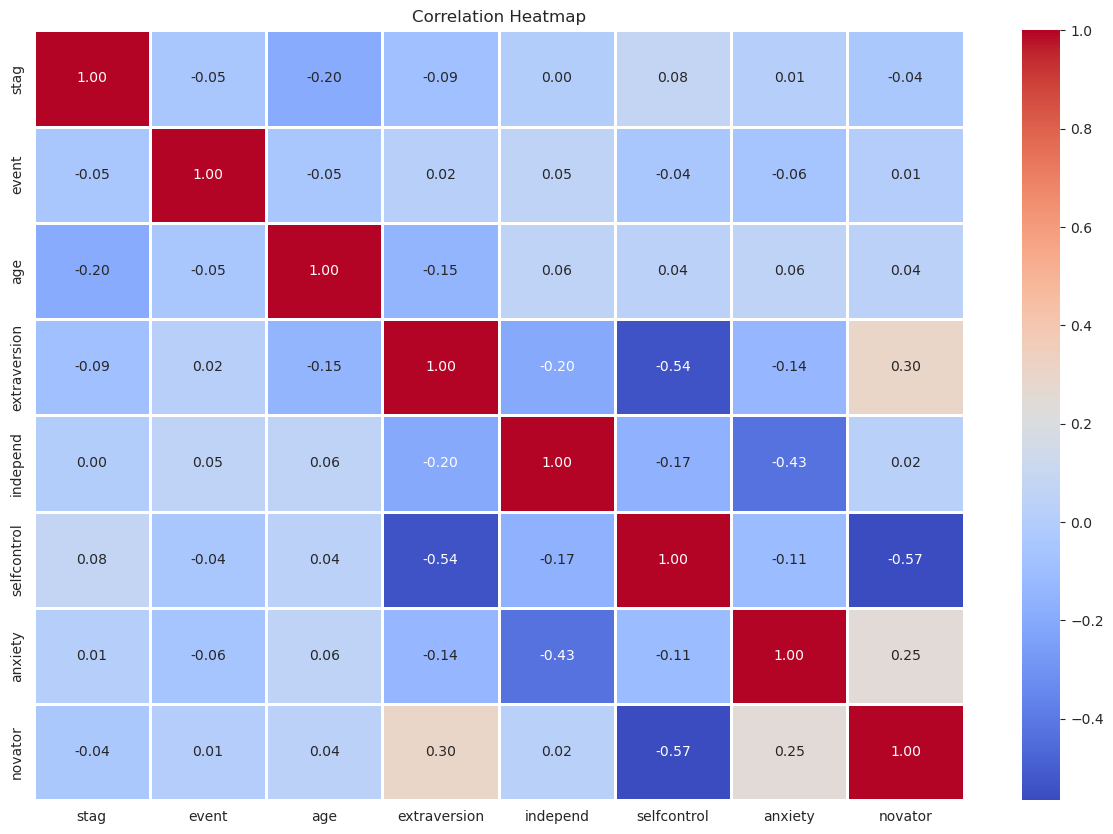 Correlation Heatmap
stag 1.00 -0.05 -0.20 -0.09 0.00 0.08 0.01 -0.04
event -0.05 1.00 -0.05 0.02 0.05 -0.04 -0.06 0.01
age -0.20 -0.05 1.00 -0.15 0.06 0.04 0.06 0.04
extraversion -0.09 0.02 -0.15 1.00 -0.20 -0.54 -0.14 0.30
independ 0.00 0.05 0.06 -0.20 1.00 -0.17 -0.43 0.02
selfcontrol 0.08 -0.04 0.04 -0.54 -0.17 1.00 -0.11 -0.57
anxiety 0.01 -0.06 0.06 -0.14 -0.43 -0.11 1.00 0.25
novator -0.04 0.01 0.04 0.30 0.02 -0.57 0.25 1.00
stag event age extraversion independ selfcontrol anxiety novator
1.0
0.8
0.6
0.4
0.2
0.0
−0.2
−0.4